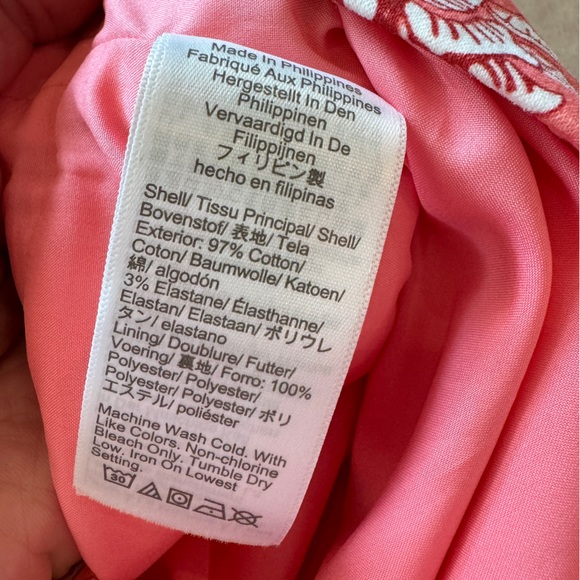 Made In Philippines
Fabriqué Aux Philippines
Hergestellt In Den
Philippinen
Vervaardigd In De
Filippijnen
フィリピン製
hecho en filipinas
Shell/ Tissu Principal/ Shell/
Bovenstof/ 表地/ Tela
Exterior: 97% Cotton/
Coton/ Baumwolle/ Katoen/
綿/ algodón
3% Elastane/ Élasthanne/
Elastan/ Elastaan/ ポリウレ
タン/ elastano
Lining/ Doublure/ Futter/
Voering/ 裏地/ Forro: 100%
Polyester/ Polyester/
Polyester/ Polyester/ ポリ
エステル/ poliéster
Machine Wash Cold. With
Like Colors. Non-chlorine
Bleach Only. Tumble Dry
Low. Iron On Lowest
Setting.
30